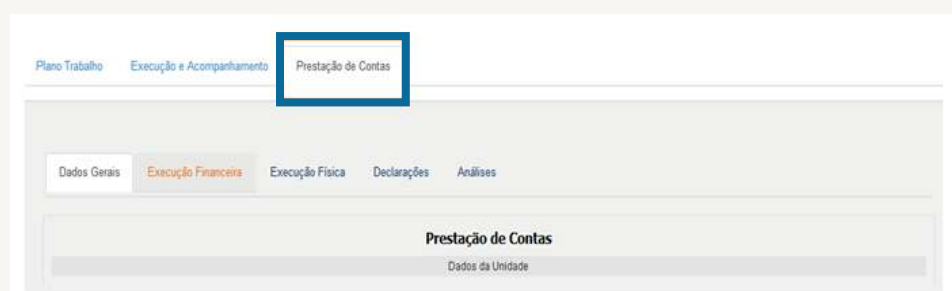 Plano Trabalho Execução e Acompanhamento Prestação de Contas
Dados Gerais Execução Financeira Execução Física Declarações Análises
Prestação de Contas
Dados da Unidade